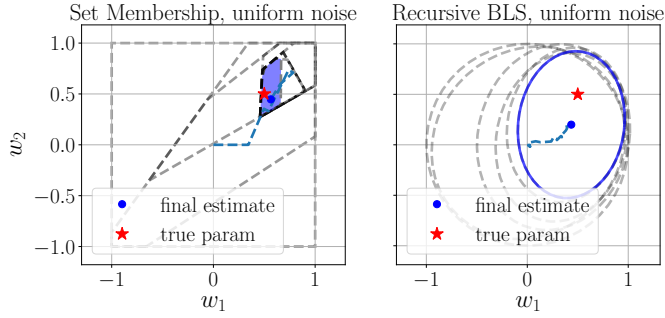 Set Membership, uniform noise
1.0
0.5
0.0
−0.5
−1.0
w2
final estimate
true param
−1
0
1
w1
Recursive BLS, uniform noise
final estimate
true param
−1
0
1
w1